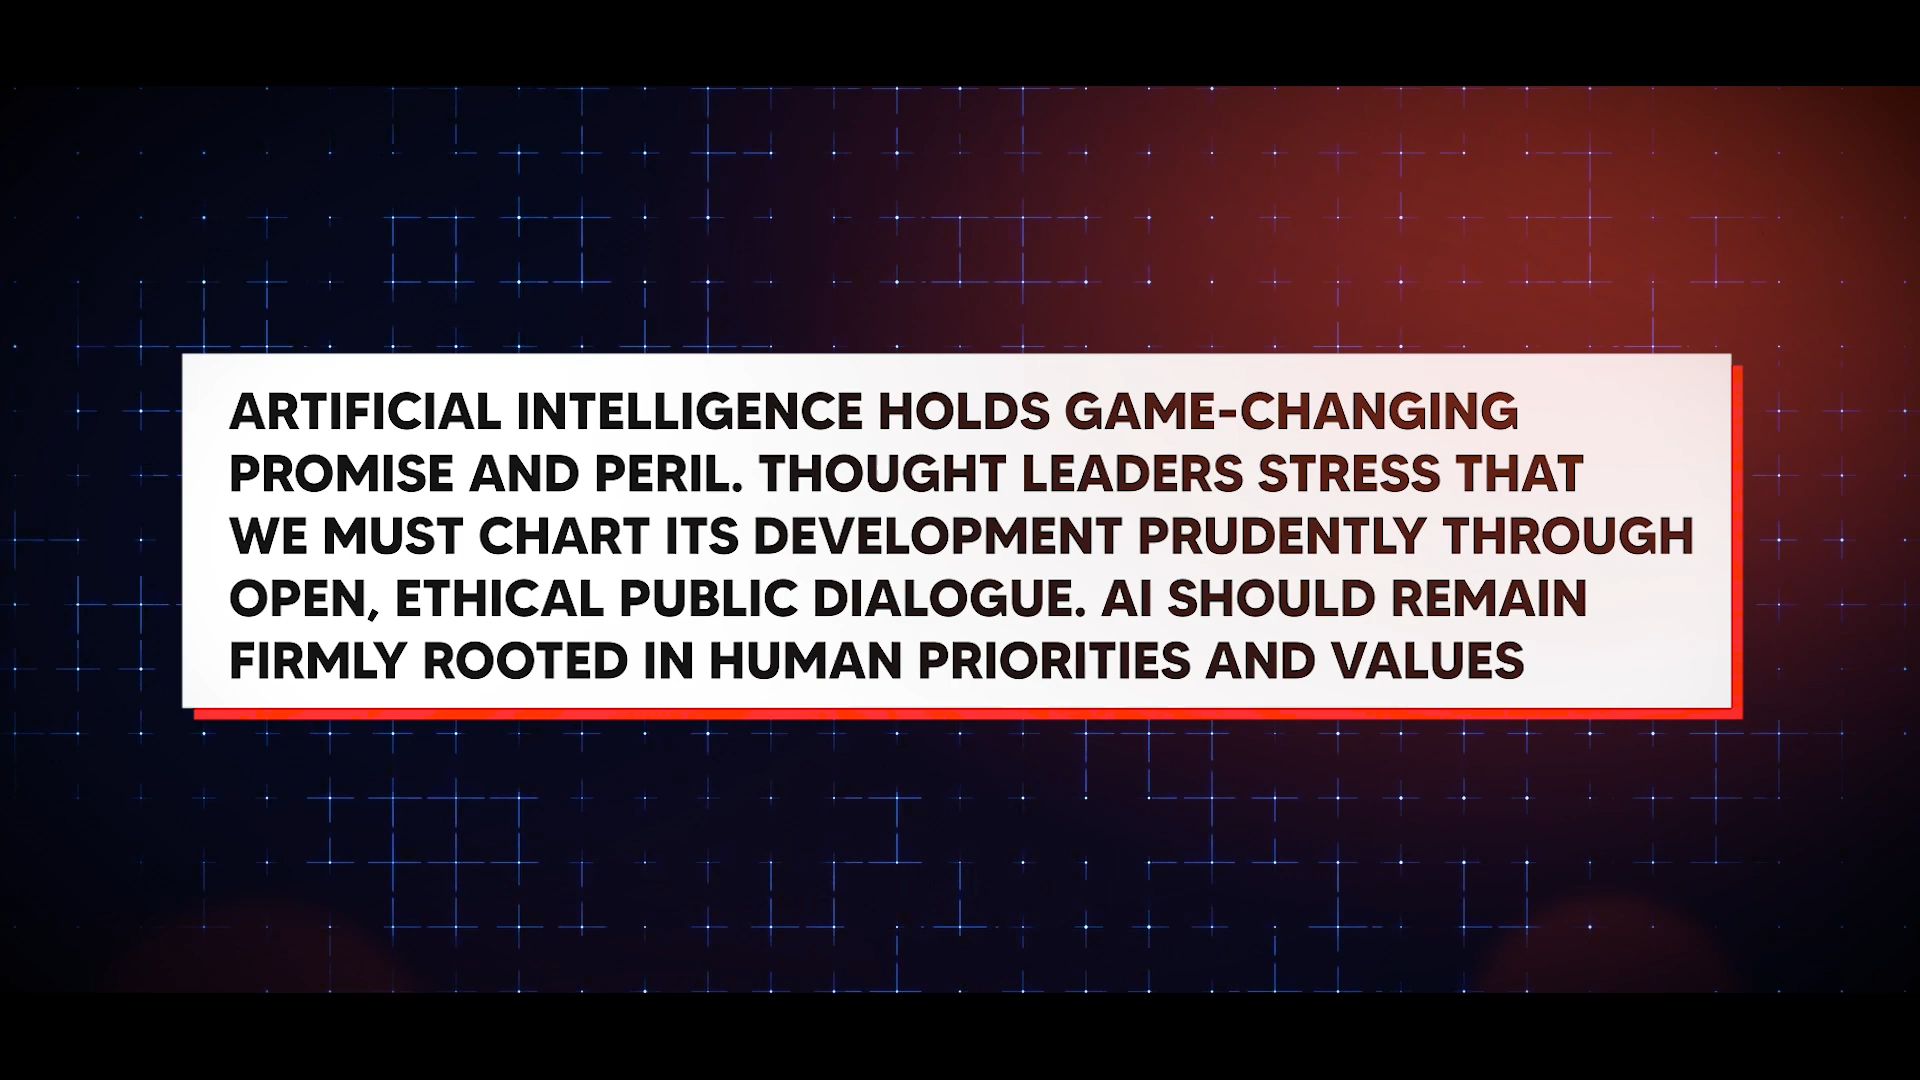 ARTIFICIAL INTELLIGENCE HOLDS GAME-CHANGING
PROMISE AND PERIL. THOUGHT LEADERS STRESS THAT
WE MUST CHART ITS DEVELOPMENT PRUDENTLY THROUGH
OPEN, ETHICAL PUBLIC DIALOGUE. AI SHOULD REMAIN
FIRMLY ROOTED IN HUMAN PRIORITIES AND VALUES